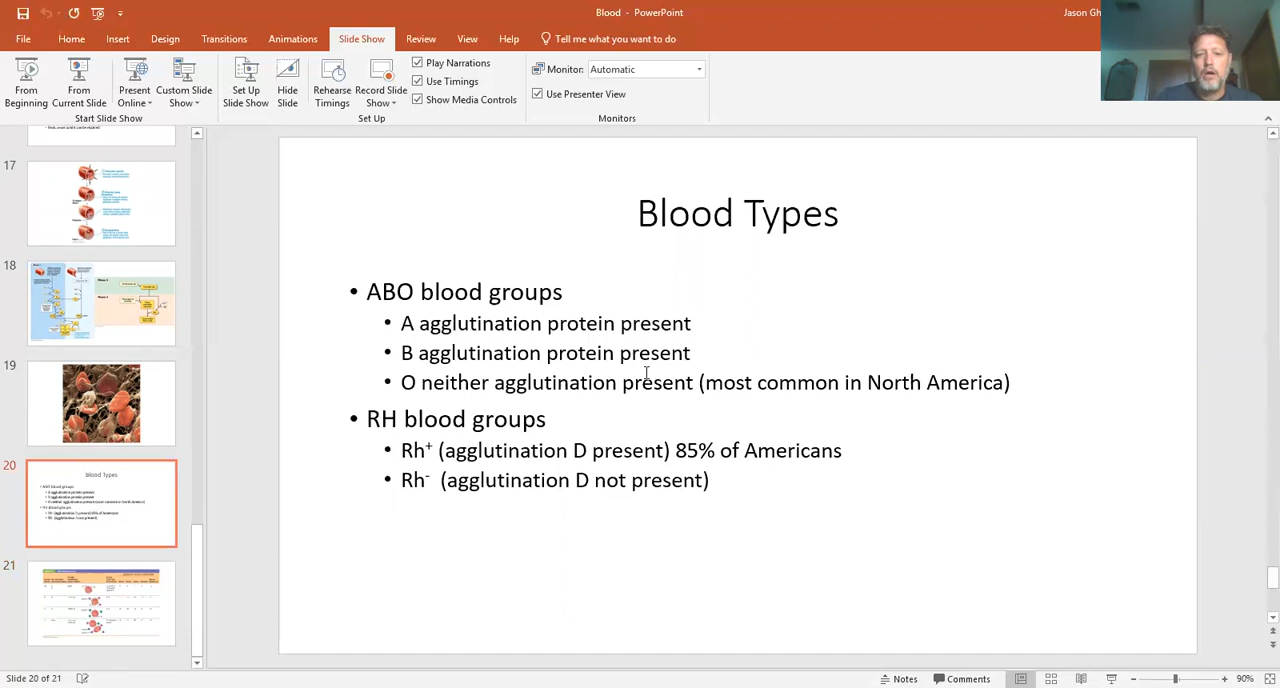 Blood - PowerPoint
Jason Gh
File Home Insert Design Transitions Animations Slide Show Review View Help Tell me what you want to do
From Beginning
From Current Slide
Present Online
Custom Slide Show
Start Slide Show
Set Up Slide Show
Hide Slide
Rehearse Timings
Record Slide Show
Play Narrations
Use Timings
Show Media Controls
Set Up
Monitor: Automatic
Use Presenter View
Monitors
17
18
19
20
Blood Types
21
Blood Types
• ABO blood groups
• A agglutination protein present
• B agglutination protein present
• O neither agglutination present (most common in North America)
• RH blood groups
• Rh+ (agglutination D present) 85% of Americans
• Rh- (agglutination D not present)
Slide 20 of 21
Notes
Comments
90%